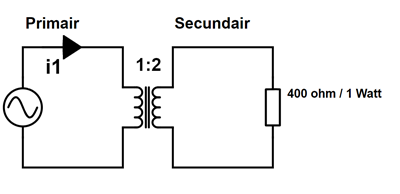 Primair
Secundair
i1
1:2
400 ohm / 1 Watt